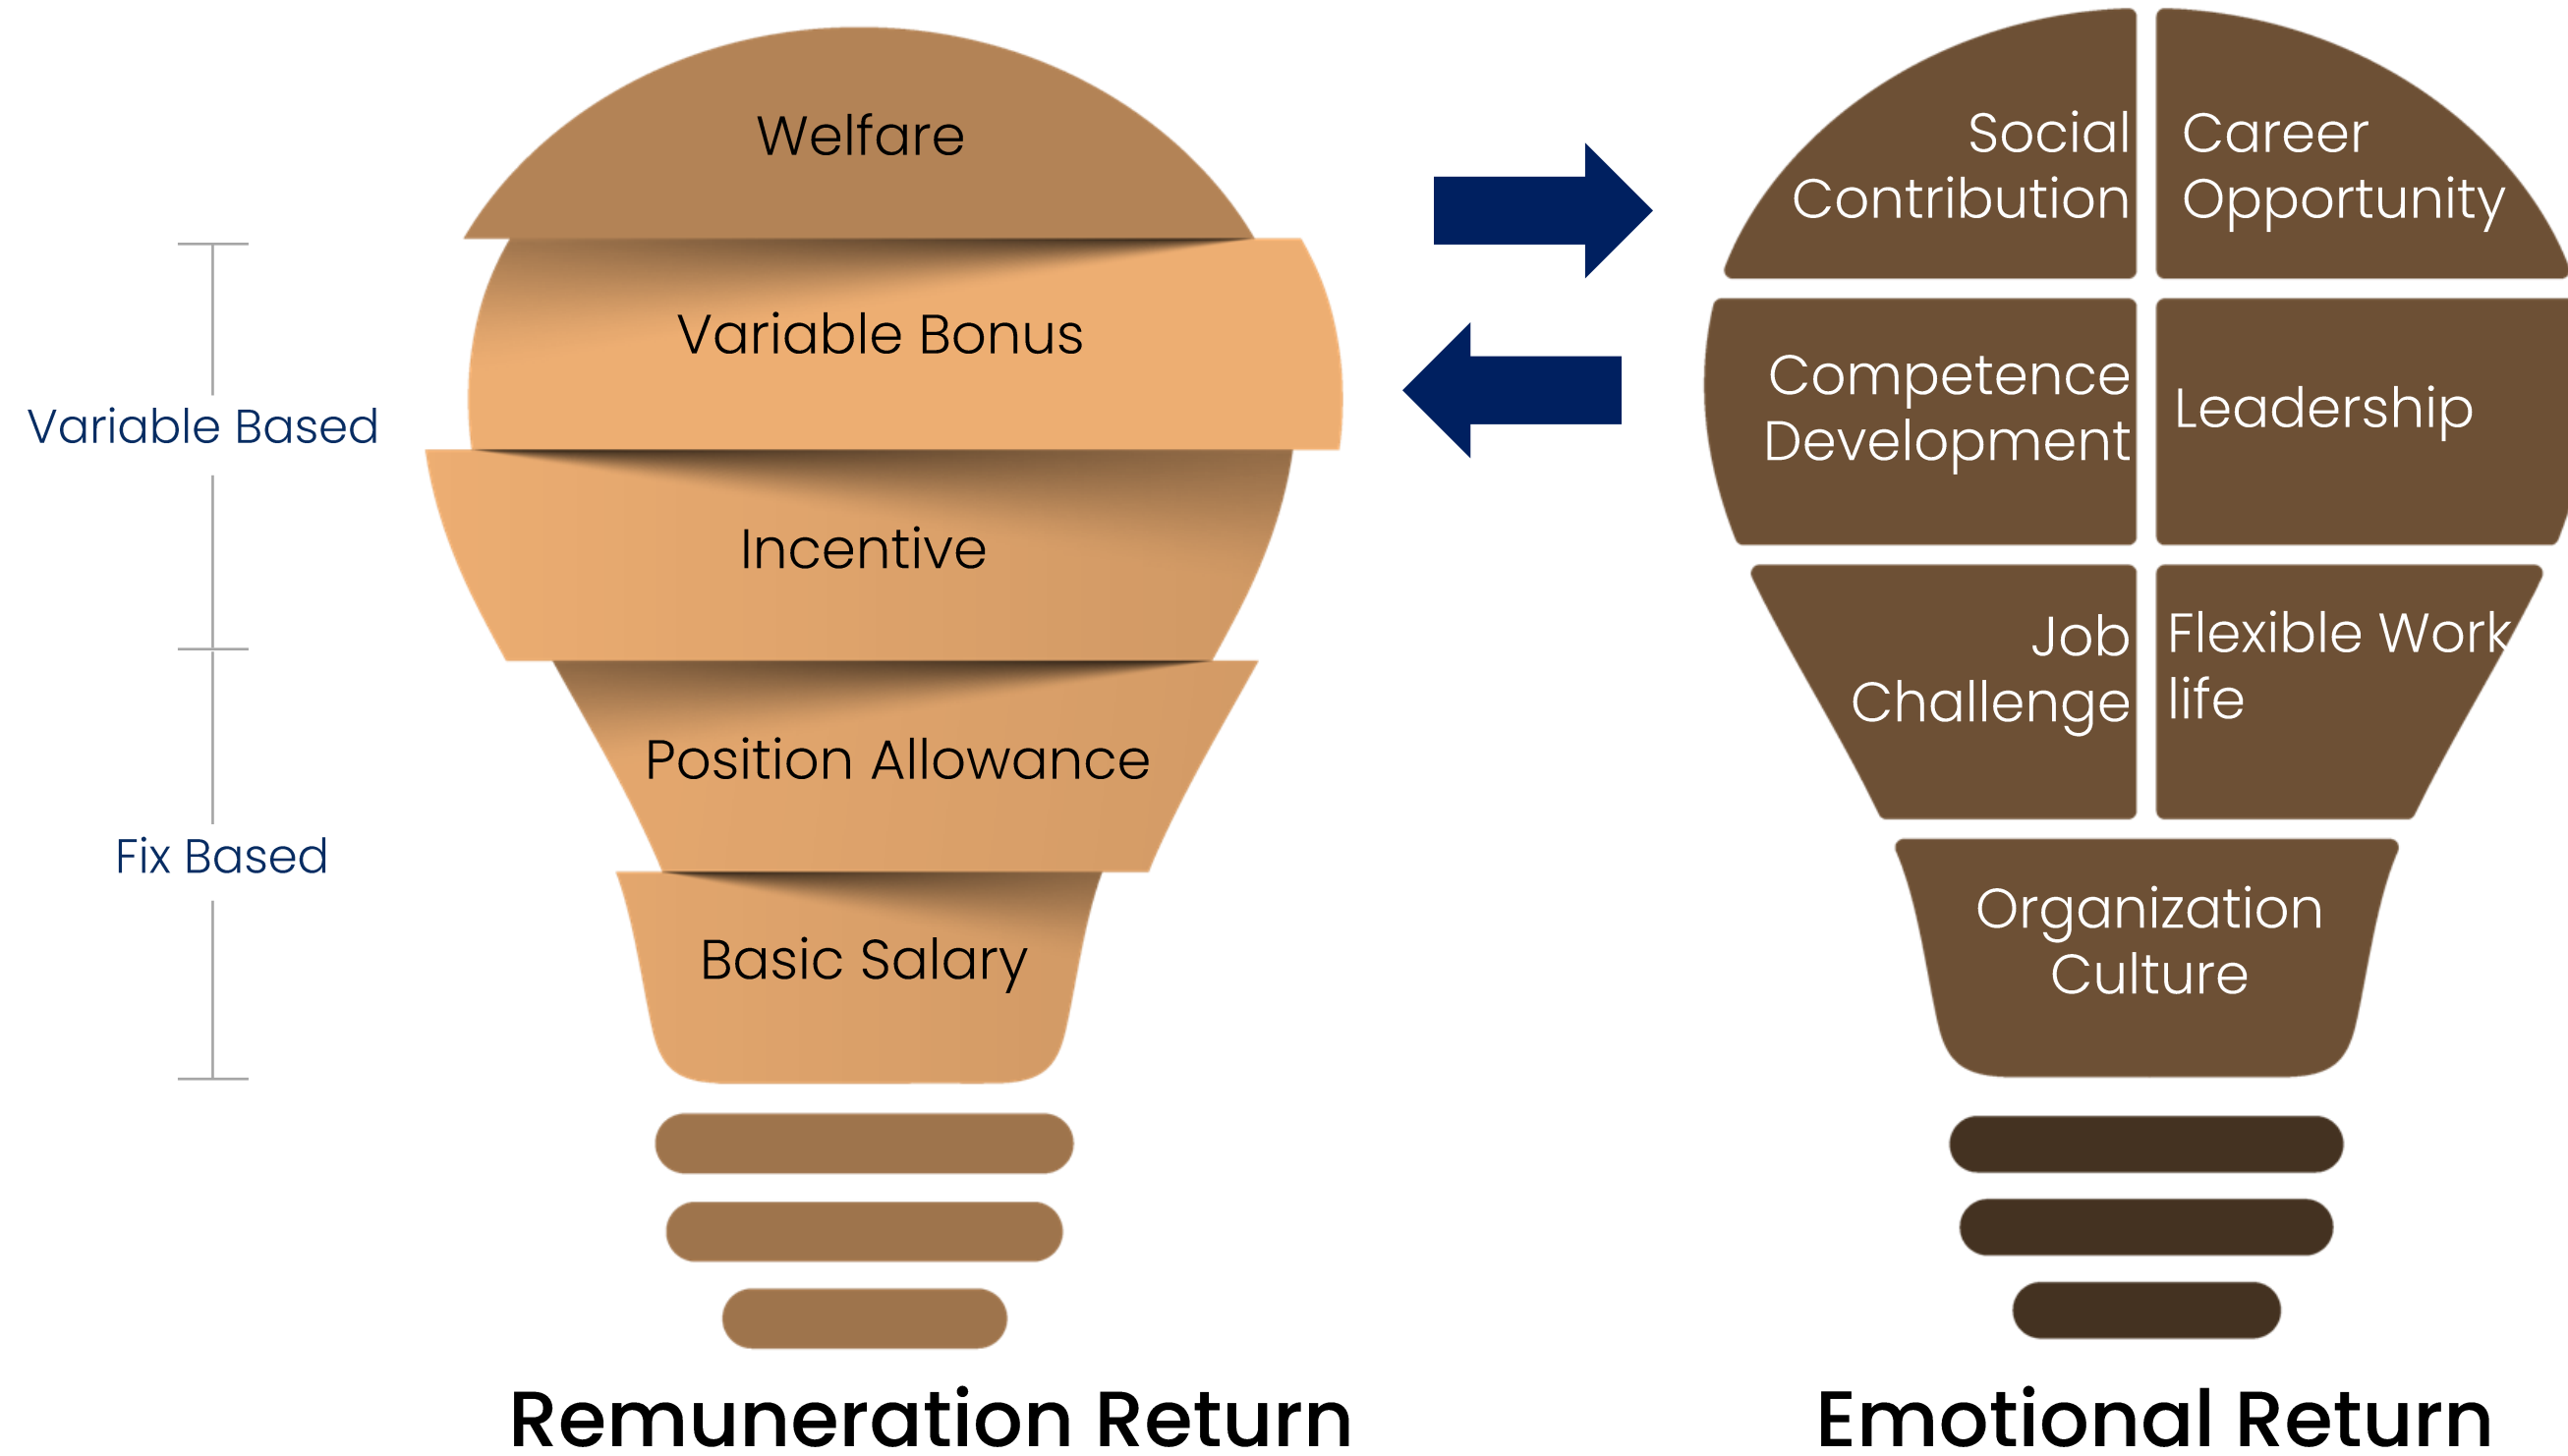 Variable Based
Fix Based
Welfare
Variable Bonus
Incentive
Position Allowance
Basic Salary
Remuneration Return
Social
Contribution
Career
Opportunity
Competence
Development
Leadership
Job
Challenge
Flexible Work
life
Organization
Culture
Emotional Return